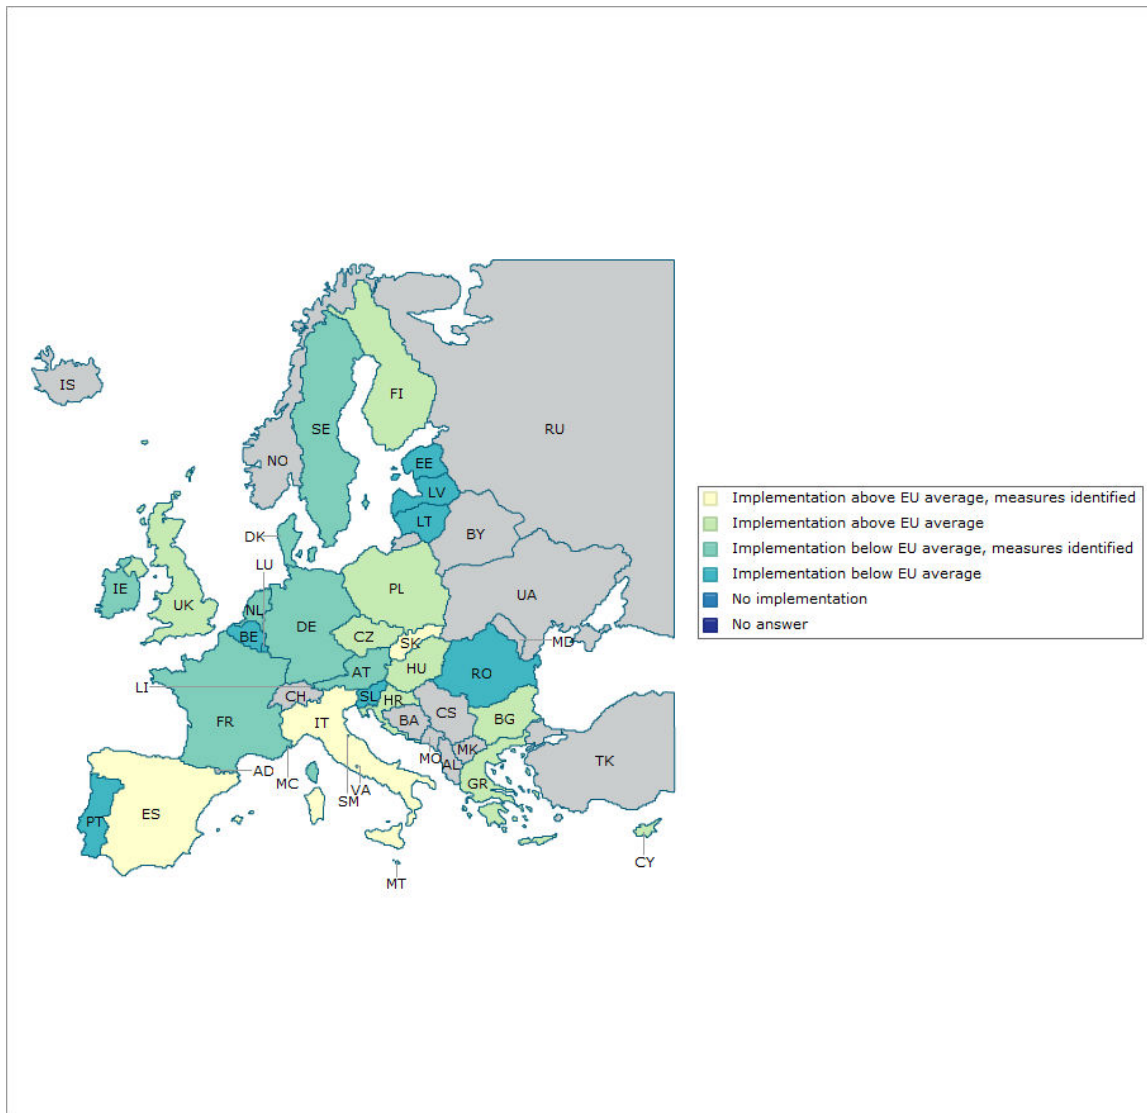 IS
FI
SE
RU
NO
EE
LV
LT
BY
DK
LU
IE
UK
NL
PL
UA
BE
DE
CZ
SK
MD
AT
HU
RO
LI
CH
SL
HR
FR
IT
BA
CS
BG
MO
MK
AL
TK
AD
MC
SM
VA
GR
ES
PT
CY
MT
Implementation above EU average, measures identified
Implementation above EU average
Implementation below EU average, measures identified
Implementation below EU average
No implementation
No answer